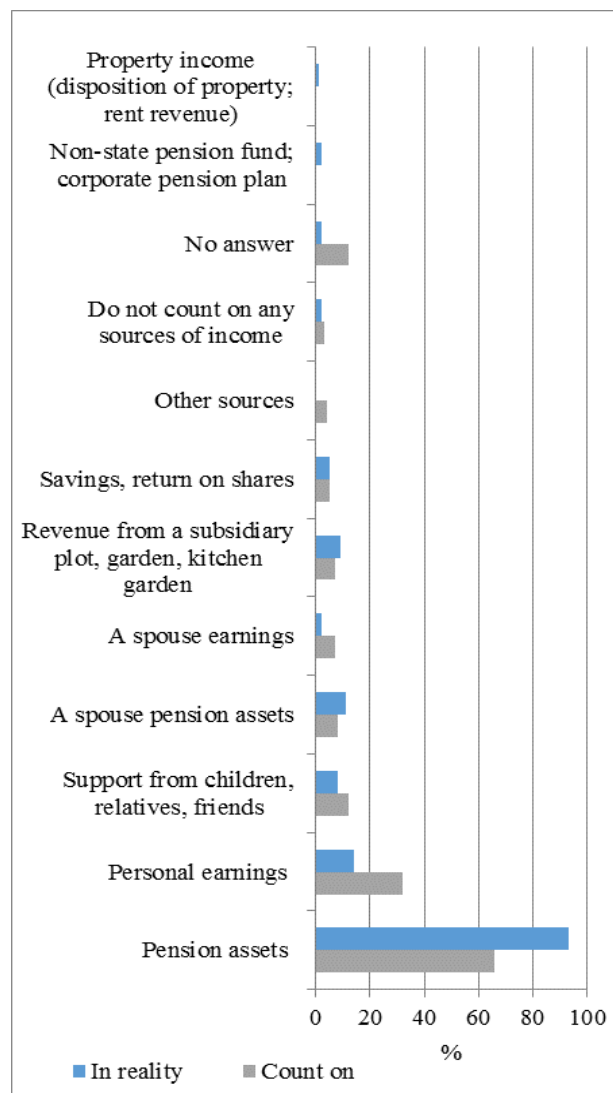 Property income
(disposition of property;
rent revenue)
Non-state pension fund;
corporate pension plan
No answer
Do not count on any
sources of income
Other sources
Savings, return on shares
Revenue from a subsidiary
plot, garden, kitchen
garden
A spouse earnings
A spouse pension assets
Support from children,
relatives, friends
Personal earnings
Pension assets
0 20 40 60 80 100
%
In reality Count on